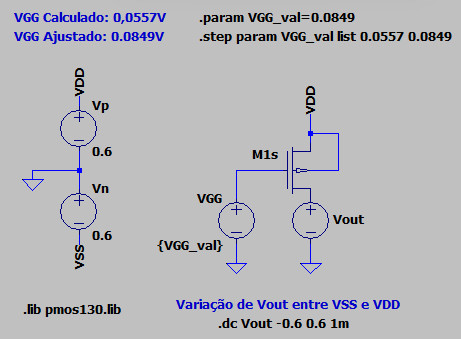 VGG Calculado: 0,0557V
.param VGG_val=0.0849
VGG Ajustado: 0.0849V
.step param VGG_val list 0.0557 0.0849
VDD
Vp
0.6
Vn
0.6
VSS
VDD
M1s
VGG
{VGG_val}
Vout
.lib pmos130.lib
Variação de Vout entre VSS e VDD
.dc Vout -0.6 0.6 1m